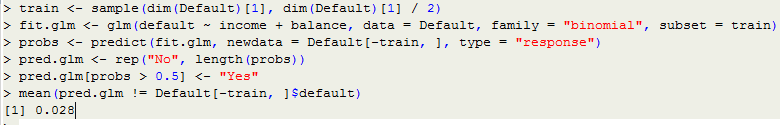 > train <- sample(dim(Default)[1], dim(Default)[1] / 2)
> fit.glm <- glm(default ~ income + balance, data = Default, family = "binomial", subset = train)
> probs <- predict(fit.glm, newdata = Default[-train, ], type = "response")
> pred.glm <- rep("No", length(probs))
> pred.glm[probs > 0.5] <- "Yes"
> mean(pred.glm != Default[-train, ]$default)
[1] 0.028